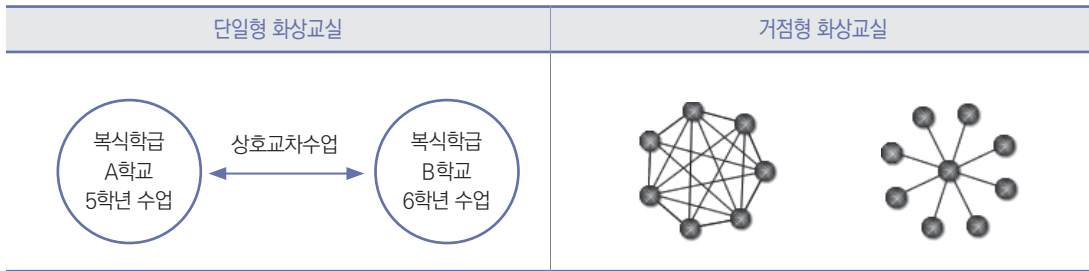 단일형 화상교실
거점형 화상교실
복식학급
A학교
5학년 수업
상호교차수업
복식학급
B학교
6학년 수업